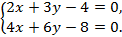 2x + 3y − 4 = 0,
4x + 6y − 8 = 0.